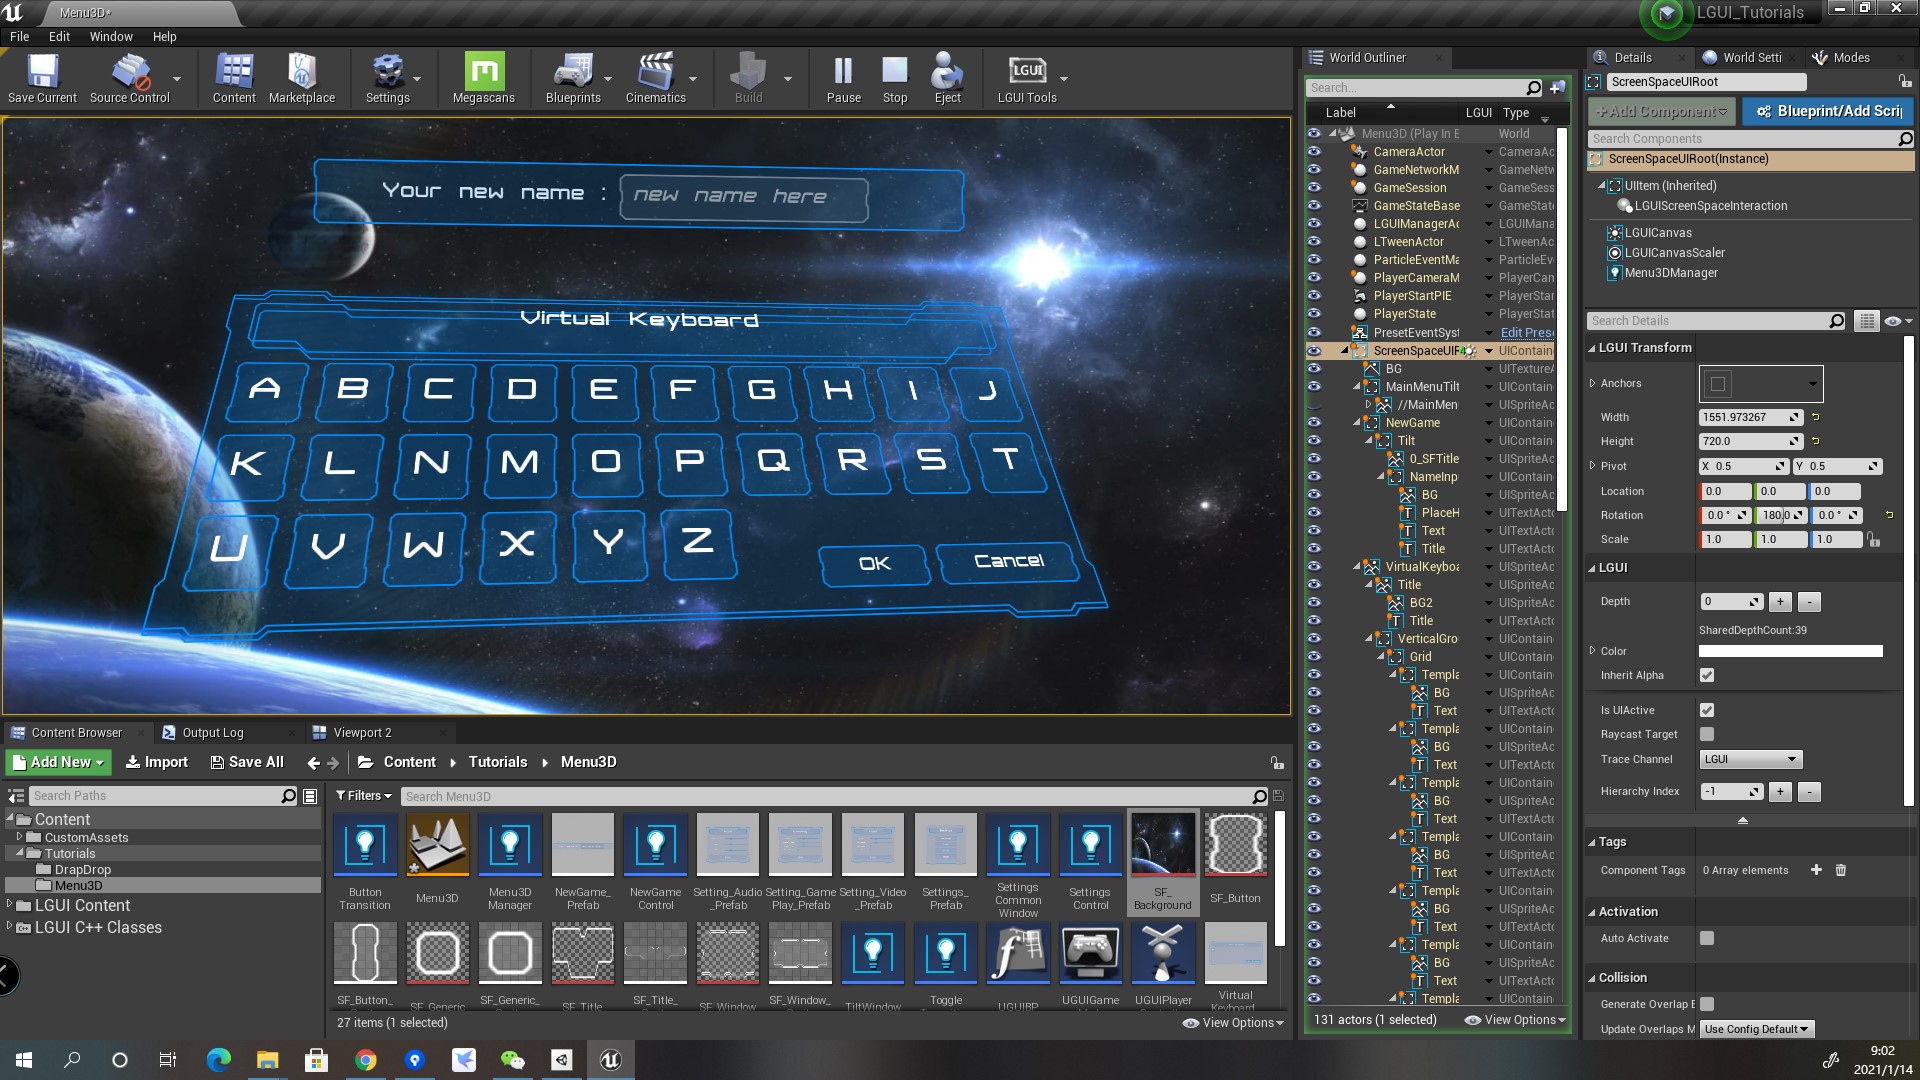 Menu3D*
LGUI_Tutorials
File Edit Window Help
Save Current
Source Control
Content
Marketplace
Settings
Megascans
Blueprints
Cinematics
Build
Pause
Stop
Eject
LGUI
LGUI Tools
Your new name : new name here
Virtual Keyboard
A B C D E F G H I J
K L N M O P Q R S T
U V W X Y Z
OK Cancel
World Outliner
Search...
Label LGUI Type
Menu3D (Play In E World
CameraActor CameraAc
GameNetworkM GameNetw
GameSession GameSess
GameStateBase GameStat
LGUIManagerAc LGUIMana
LTweenActor LTweenAc
ParticleEventMa ParticleEv
PlayerCameraM PlayerCan
PlayerStartPIE PlayerStar
PlayerState PlayerStat
PresetEventSyst Edit Prese
ScreenSpaceUIF UIContain
BG UITextureA
MainMenuTilt UIContain
//MainMenu UISpriteAc
NewGame UIContain
Tilt UIContain
0_SFTitle UISpriteAc
NameInp UIContain
BG UISpriteAc
PlaceH UITextActo
Text UITextActo
Title UITextActo
VirtualKeyboa UISpriteAc
Title UISpriteAc
BG2 UISpriteAc
Title UITextActo
VerticalGro UIContain
Grid UIContain
Templa UIContain
BG UISpriteAc
Text UITextActo
Templa UIContain
BG UISpriteAc
Text UITextActo
Templa UIContain
BG UISpriteAc
Text UITextActo
Templa UIContain
BG UISpriteAc
Text UITextActo
Templa UIContain
BG UISpriteAc
Text UITextActo
Templa UIContain
BG UISpriteAc
Text UITextActo
Templa UIContain
131 actors (1 selected) View Options
Details World Setti Modes
ScreenSpaceUIRoot
+Add Component Blueprint/Add Scri
Search Components
ScreenSpaceUIRoot(Instance)
UIItem (Inherited)
LGUIScreenSpaceInteraction
LGUICanvas
LGUICanvasScaler
Menu3DManager
Search Details
LGUI Transform
Anchors
Width 1551.973267
Height 720.0
Pivot X 0.5 Y 0.5
Location 0.0 0.0 0.0
Rotation 0.0 ° 180.0 0.0 °
Scale 1.0 1.0 1.0
LGUI
Depth 0 + -
SharedDepthCount:39
Color
Inherit Alpha
Is UIActive
Raycast Target
Trace Channel LGUI
Hierarchy Index -1 + -
Tags
Component Tags 0 Array elements
Activation
Auto Activate
Collision
Generate Overlap E
Update Overlaps M Use Config Default
Content Browser Output Log Viewport 2
Add New Import Save All Content Tutorials Menu3D
Search Paths
Filters Search Menu3D
Content
CustomAssets
Tutorials
DrapDrop
Menu3D
LGUI Content
LGUI C++ Classes
Button Transition
Menu3D
Menu3D Manager
NewGame_ Prefab
NewGame Control
Setting_Audio _Prefab
Setting_Game Play_Prefab
Setting_Video _Prefab
Settings_ Prefab
Settings Common Window
Settings Control
SF_ Background
SF_Button
SF_Button_
SF_Generic
SF_Generic_
SF_Title
SF_Title_
SF_Window
SF_Window_
TiltWindow
Toggle
UGUIBP
UGUIGame
UGUIPlayer
Virtual Keyboard
27 items (1 selected) View Options
9:02
2021/1/14